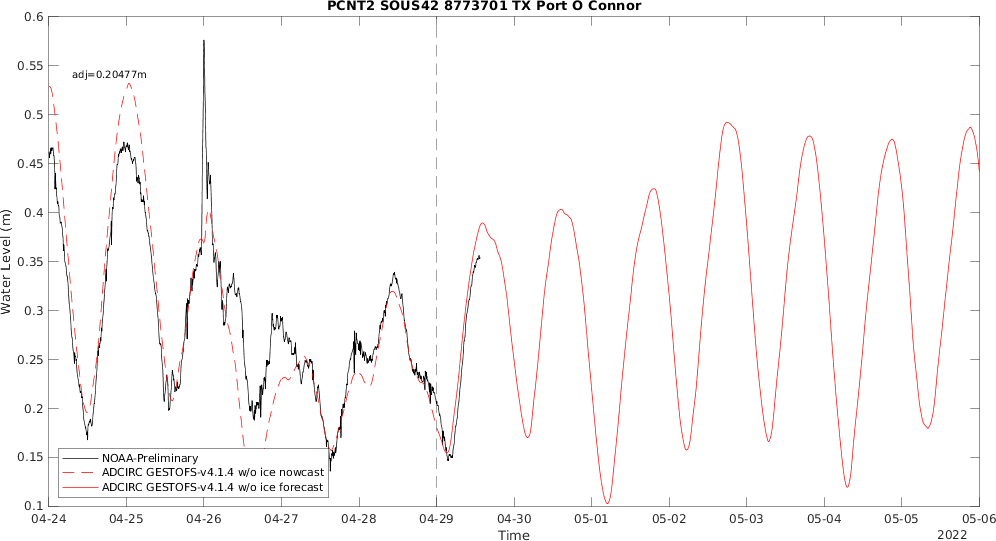 PCNT2 SOUS42 8773701 TX Port O Connor
0.6
0.55
adj=0.20477m
0.5
0.45
0.4
0.35
Water Level (m)
0.3
0.25
0.2
0.15
0.1
NOAA-Preliminary
ADCIRC GESTOFS-v4.1.4 w/o ice nowcast
ADCIRC GESTOFS-v4.1.4 w/o ice forecast
04-24 04-25 04-26 04-27 04-28 04-29 04-30 05-01 05-02 05-03 05-04 05-05 05-06
Time
2022